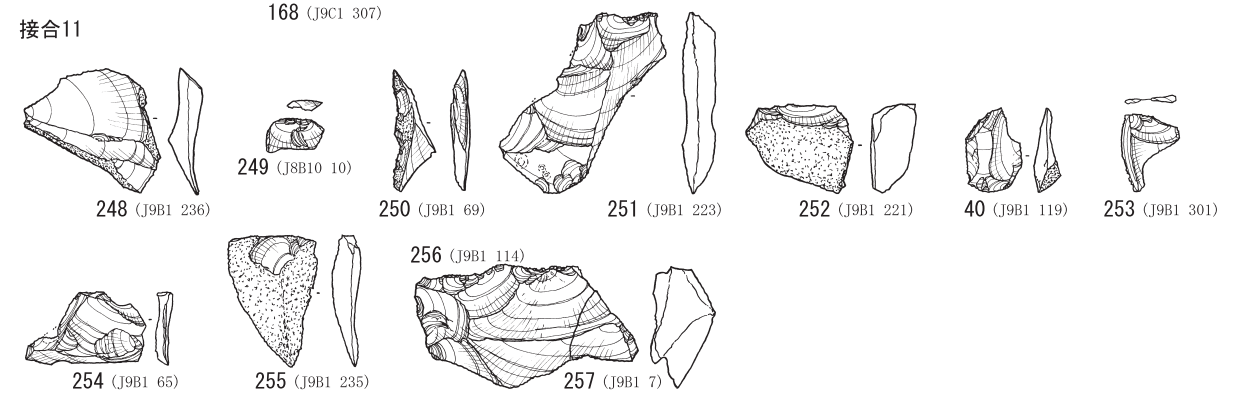 168 (J9C1 307)
接合11
249 (J8B10 10)
248 (J9B1 236)
250 (J9B1 69)
251 (J9B1 223)
252 (J9B1 221)
40 (J9B1 119)
253 (J9B1 301)
256 (J9B1 114)
254 (J9B1 65)
255 (J9B1 235)
257 (J9B1 7)